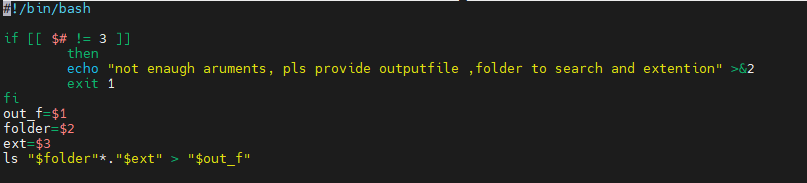 #!/bin/bash
if [[ $# != 3 ]]
then
echo "not enaugh aruments, pls provide outputfile ,folder to search and extention" >&2
exit 1
fi
out_f=$1
folder=$2
ext=$3
ls "$folder"*."$ext" > "$out_f"